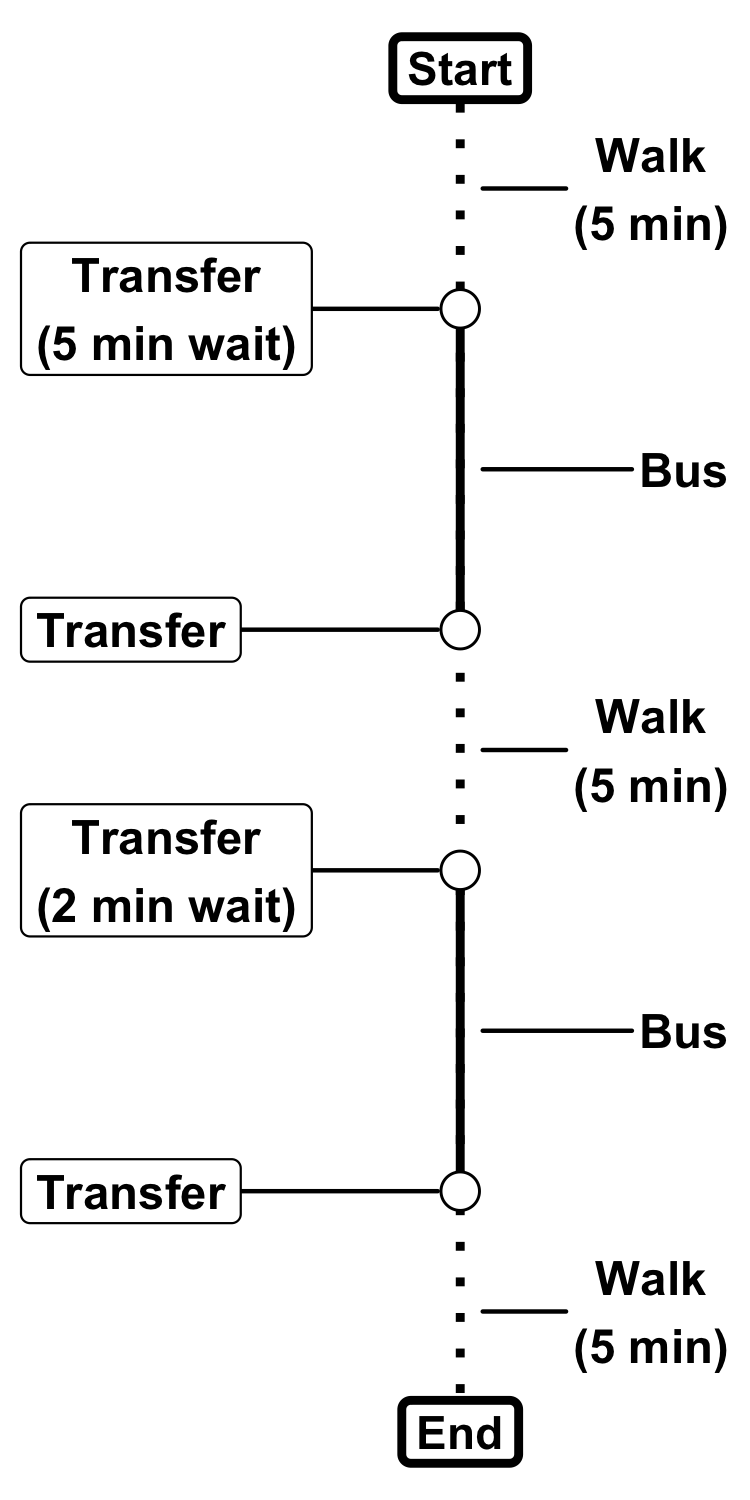 Start
Walk
(5 min)
Transfer
(5 min wait)
Bus
Transfer
Walk
(5 min)
Transfer
(2 min wait)
Bus
Transfer
Walk
(5 min)
End